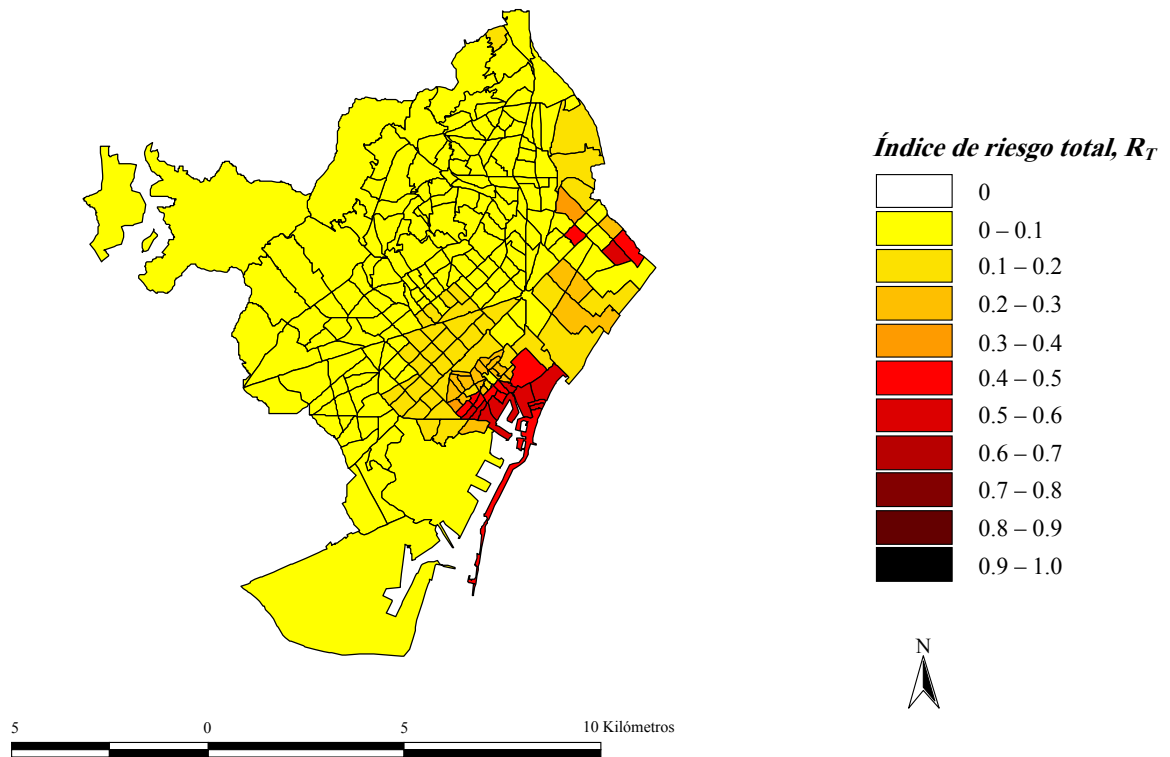 Índice de riesgo total, R_T
0
0 – 0.1
0.1 – 0.2
0.2 – 0.3
0.3 – 0.4
0.4 – 0.5
0.5 – 0.6
0.6 – 0.7
0.7 – 0.8
0.8 – 0.9
0.9 – 1.0
N
5 0 5 10 Kilómetros